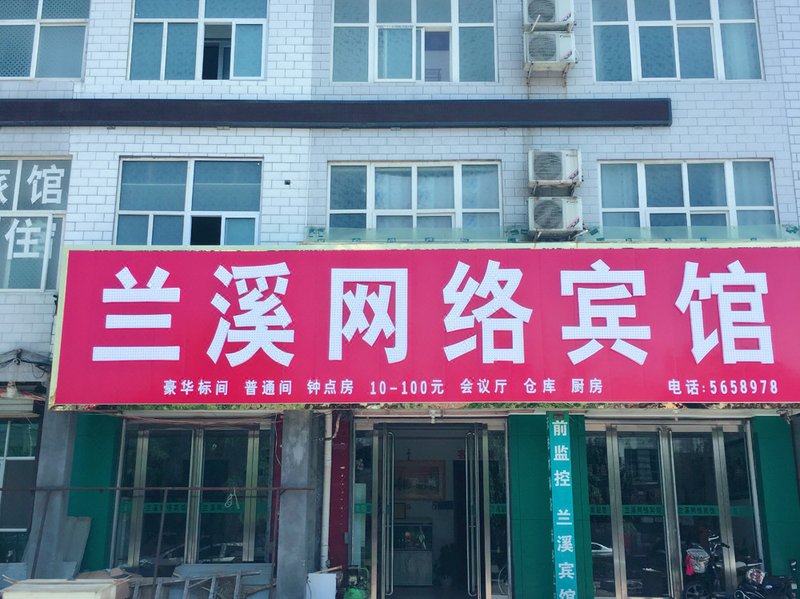 旅馆
住
兰溪网络宾馆
豪华标间 普通间 钟点房 10-100元 会议厅 仓库 厨房 电话:5658978
前监控 兰溪宾馆